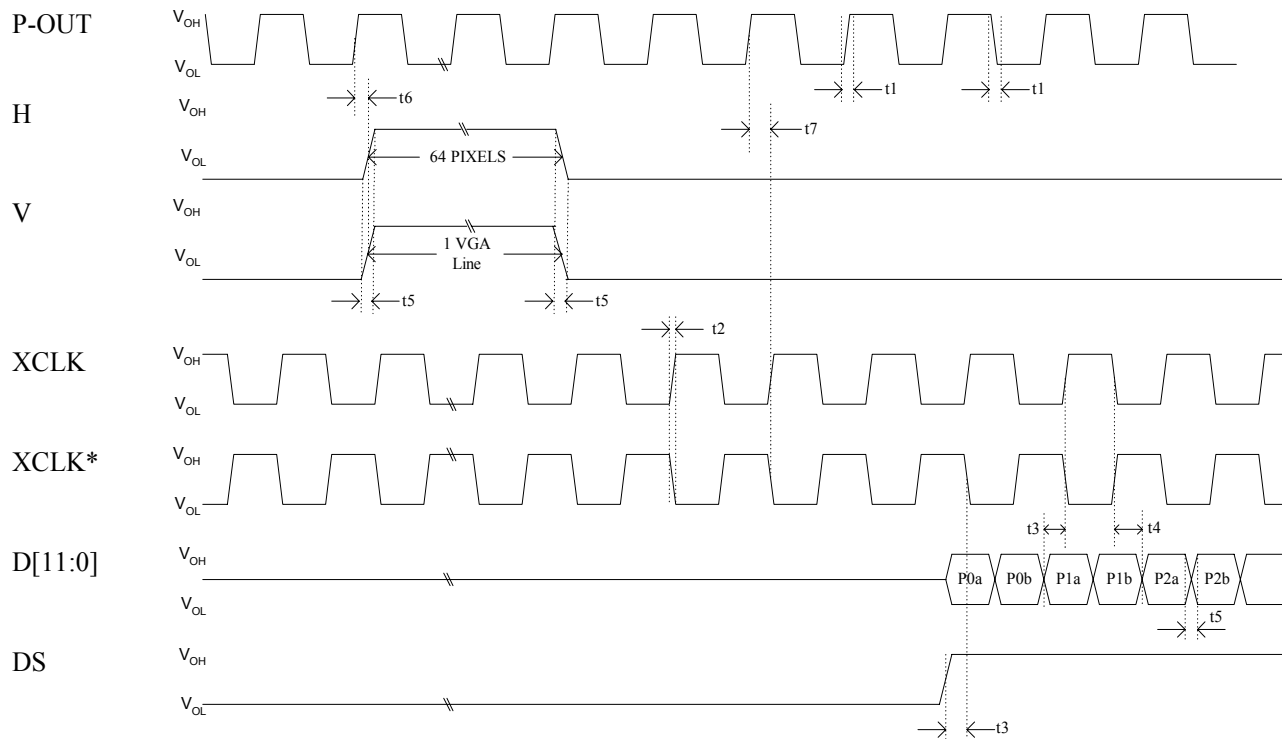 P-OUT
VOH
VOL
t1
t1
t6
H
VOH
VOL
64 PIXELS
t7
V
VOH
VOL
1 VGA
Line
t5
t5
t2
XCLK
VOH
VOL
XCLK*
VOH
VOL
t3
t4
D[11:0]
VOH
VOL
P0a
P0b
P1a
P1b
P2a
P2b
t5
DS
VOH
VOL
t3